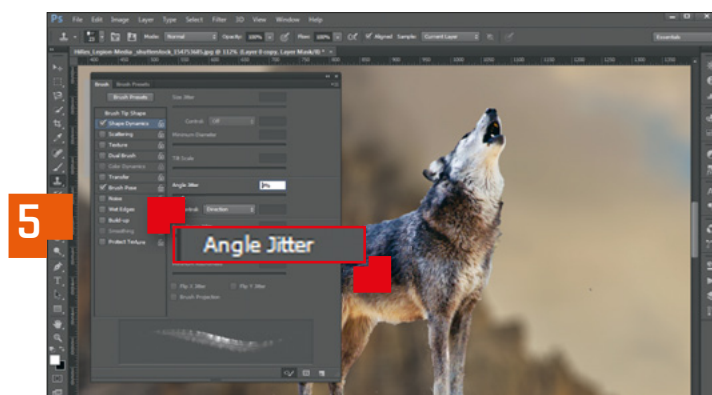 Ps File Edit Image Layer Type Select Filter 3D View Window Help
Mode: Normal Opacity: 100% Flow: 100% Aligned Sample: Current Layer Essentials
Brush Brush Presets
Brush Presets Size Jitter
Brush Tip Shape
Shape Dynamics Control: Off
Scattering Minimum Diameter
Texture
Dual Brush Tilt Scale
Color Dynamics
Transfer
Brush Pose Angle Jitter
Noise
Wet Edges Control: Direction
Build-up
Smoothing
Protect Texture
5
Angle Jitter
Flip X Jitter Flip Y Jitter
Brush Projection